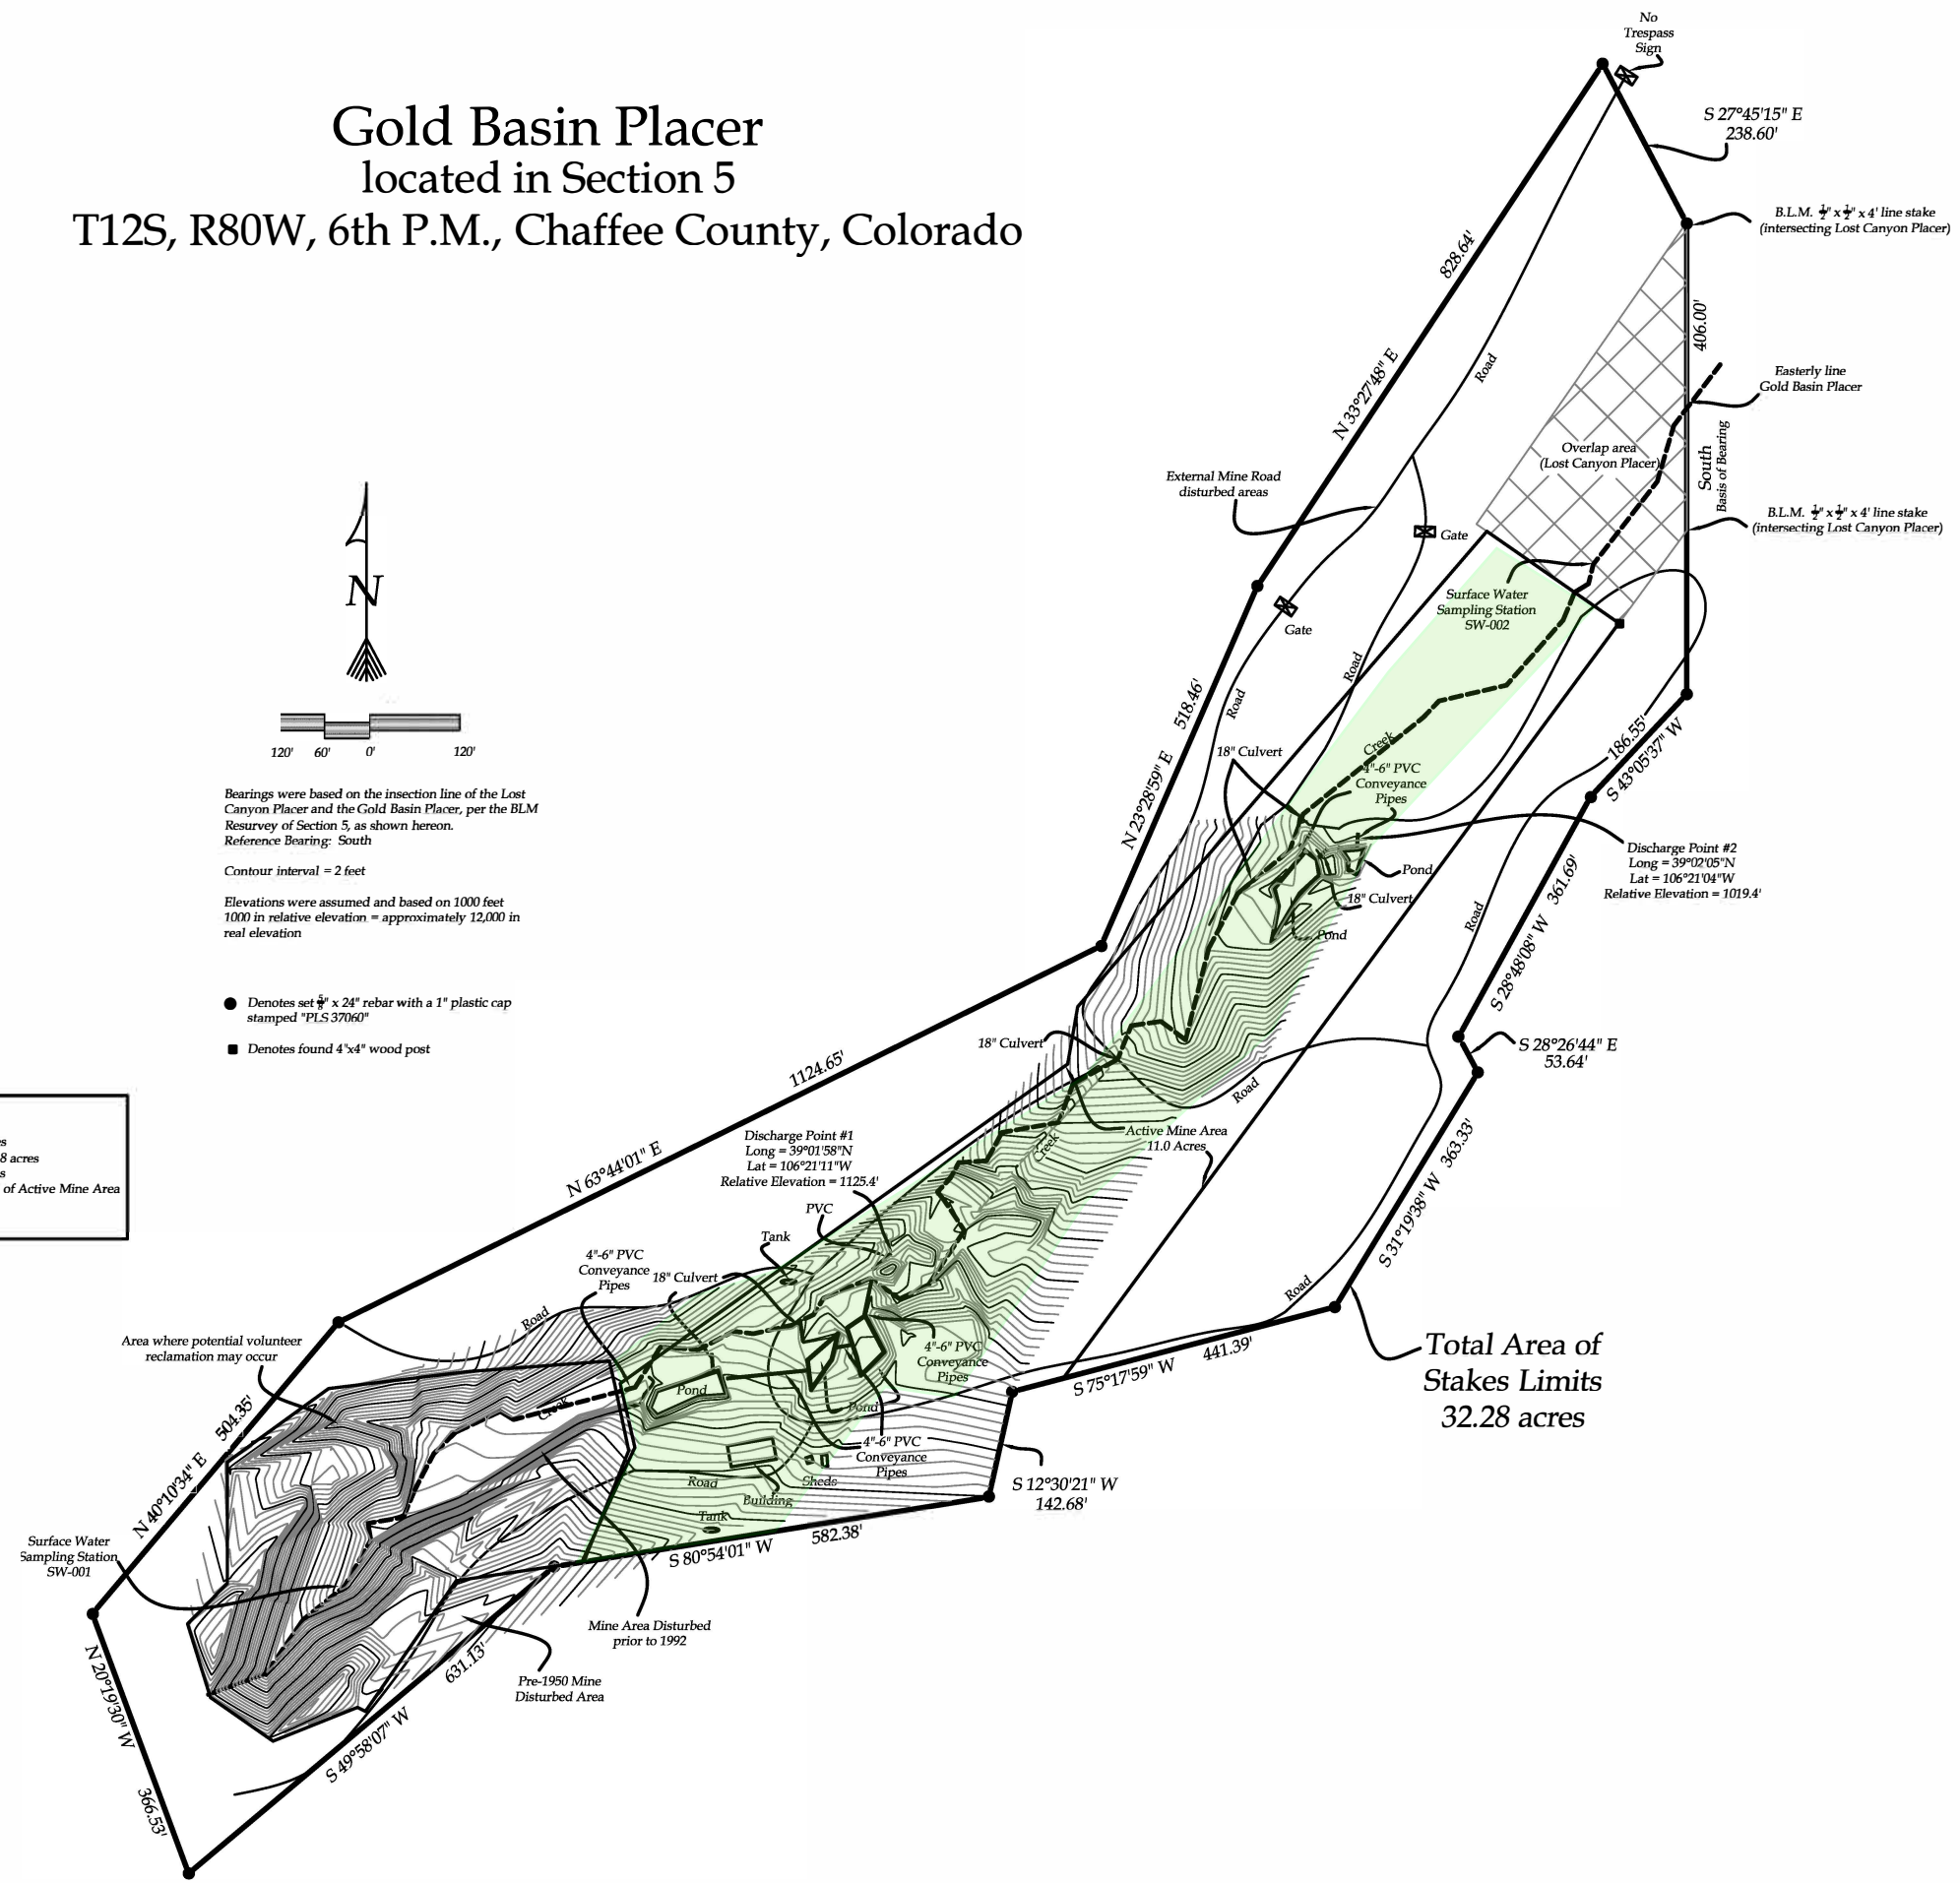 Gold Basin Placer
located in Section 5
T12S, R80W, 6th P.M., Chaffee County, Colorado
No
Trespass
Sign
S 27°45'15" E
238.60'
B.L.M. ½" x ½" x 4' line stake
(intersecting Lost Canyon Placer)
828.64'
N 33°27'48" E
Road
406.00'
Easterly line
Gold Basin Placer
South
Basis of Bearing
Overlap area
(Lost Canyon Placer)
B.L.M. ½" x ½" x 4' line stake
(intersecting Lost Canyon Placer)
External Mine Road
disturbed areas
Gate
Gate
Surface Water
Sampling Station
SW-002
N
120' 60' 0' 120'
Bearings were based on the insection line of the Lost
Canyon Placer and the Gold Basin Placer, per the BLM
Resurvey of Section 5, as shown hereon.
Reference Bearing: South
Contour interval = 2 feet
Elevations were assumed and based on 1000 feet
1000 in relative elevation = approximately 12,000 in
real elevation
Denotes set ⅝" x 24" rebar with a 1" plastic cap
stamped "PLS 37060"
Denotes found 4"x4" wood post
518.46'
N 23°28'59" E
Road
Road
18" Culvert
Creek
4"-6" PVC
Conveyance
Pipes
186.55'
S 43°05'37" W
Discharge Point #2
Long = 39°02'05"N
Lat = 106°21'04"W
Relative Elevation = 1019.4'
Pond
18" Culvert
Pond
Road
361.69'
S 28°48'08" W
S 28°26'44" E
53.64'
18" Culvert
Road
1124.65'
N 63°44'01" E
Active Mine Area
11.0 Acres
Creek
363.33'
S 31°19'38" W
8 acres
of Active Mine Area
Discharge Point #1
Long = 39°01'58"N
Lat = 106°21'11"W
Relative Elevation = 1125.4'
PVC
Tank
4"-6" PVC
Conveyance
Pipes
18" Culvert
Road
Road
Area where potential volunteer
reclamation may occur
4"-6" PVC
Conveyance
Pipes
441.39'
S 75°17'59" W
Total Area of
Stakes Limits
32.28 acres
Pond
Pond
Creek
504.35'
N 40°10'34" E
4"-6" PVC
Conveyance
Pipes
Road
Sheds
Building
Tank
S 12°30'21" W
142.68'
582.38'
S 80°54'01" W
Surface Water
Sampling Station
SW-001
Mine Area Disturbed
prior to 1992
Pre-1950 Mine
Disturbed Area
631.13'
S 49°58'07" W
N 20°19'30" W
366.53'